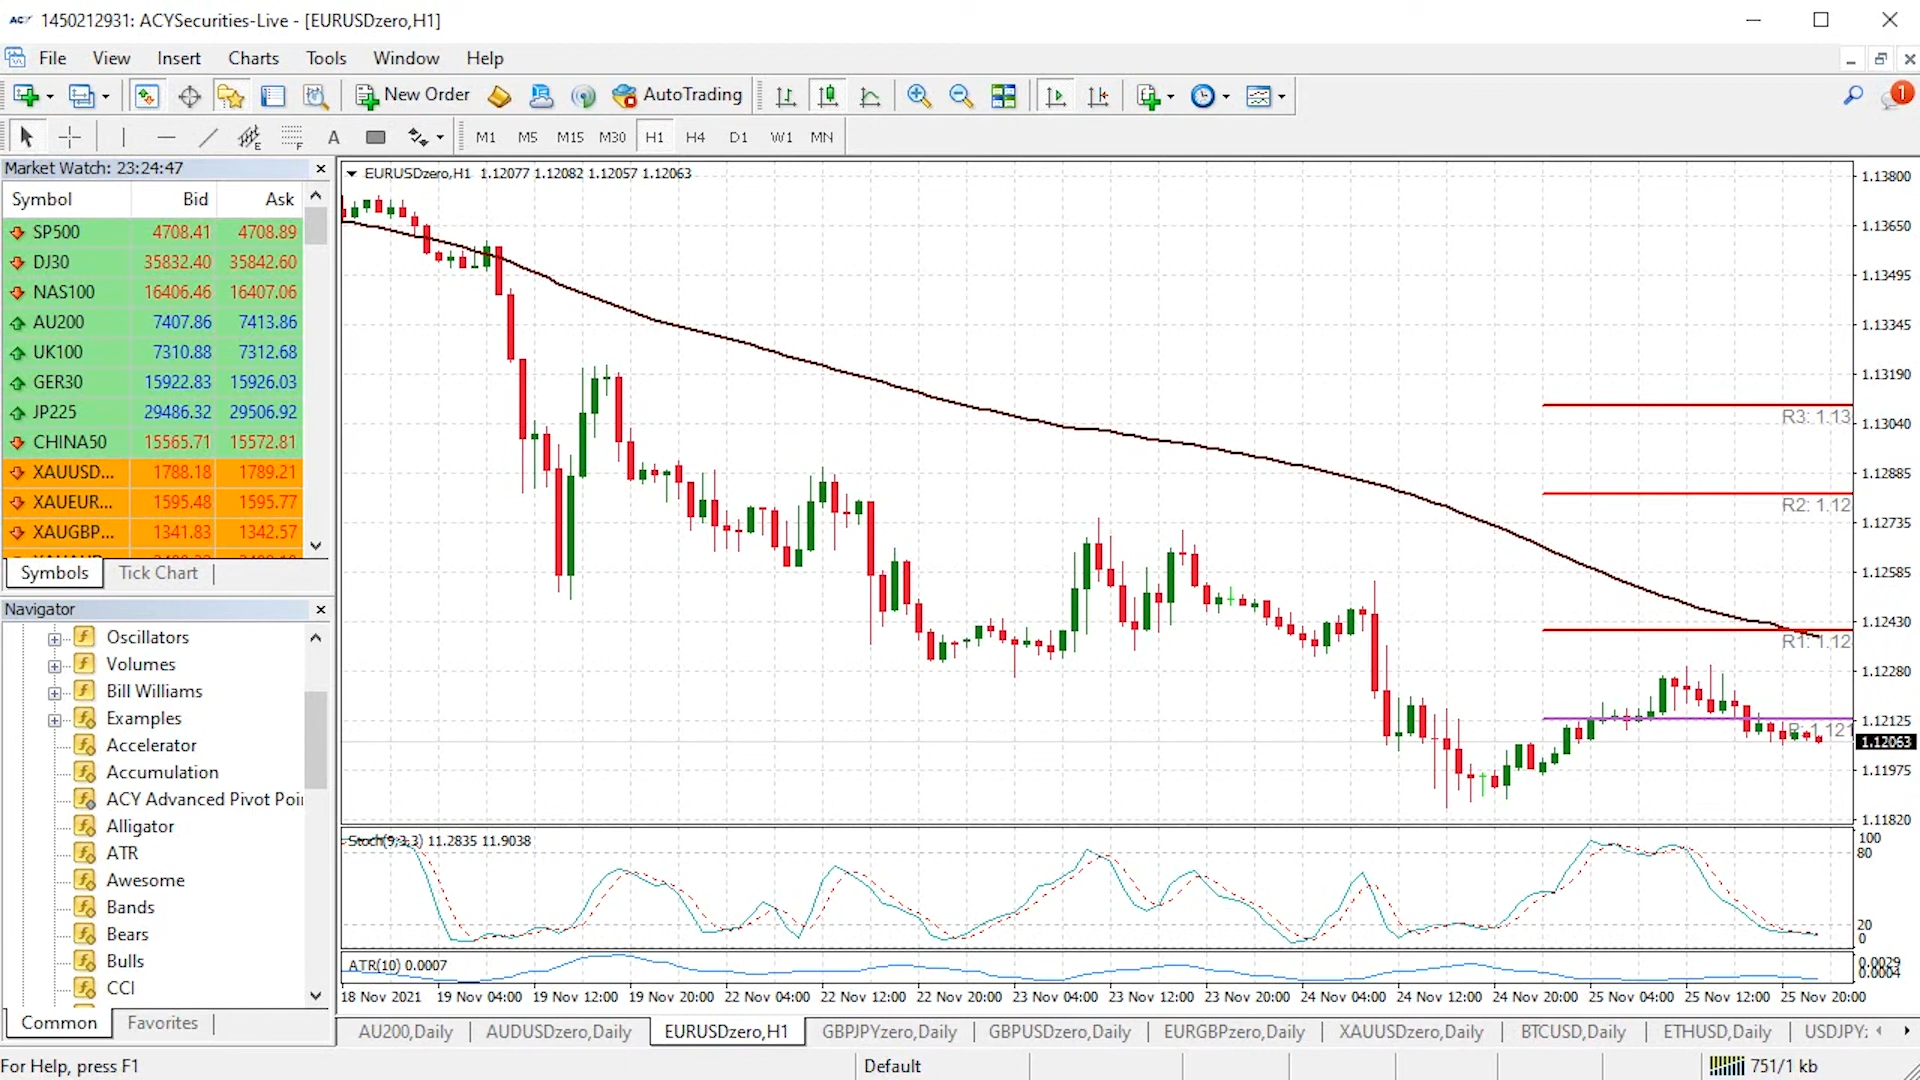 ACY 1450212931: ACYSecurities-Live - [EURUSDzero,H1]
File View Insert Charts Tools Window Help
New Order AutoTrading 1
E F A M1 M5 M15 M30 H1 H4 D1 W1 MN
Market Watch: 23:24:47
Symbol Bid Ask
SP500 4708.41 4708.89
DJ30 35832.40 35842.60
NAS100 16406.46 16407.06
AU200 7407.86 7413.86
UK100 7310.88 7312.68
GER30 15922.83 15926.03
JP225 29486.32 29506.92
CHINA50 15565.71 15572.81
XAUUSD... 1788.18 1789.21
XAUEUR... 1595.48 1595.77
XAUGBP... 1341.83 1342.57
Symbols Tick Chart
Navigator
Oscillators
Volumes
Bill Williams
Examples
Accelerator
Accumulation
ACY Advanced Pivot Poi
Alligator
ATR
Awesome
Bands
Bears
Bulls
CCI
Common Favorites
EURUSDzero,H1 1.12077 1.12082 1.12057 1.12063
1.13800
1.13650
1.13495
1.13345
1.13190
R3: 1.13
1.13040
1.12885
R2: 1.12
1.12735
1.12585
1.12430
R1: 1.12
1.12280
1.12125
P: 1.121
1.12063
1.11975
1.11820
Stoch(9,3,3) 11.2835 11.9038
100
80
20
0
ATR(10) 0.0007
0.0029
0.0004
18 Nov 2021 19 Nov 04:00 19 Nov 12:00 19 Nov 20:00 22 Nov 04:00 22 Nov 12:00 22 Nov 20:00 23 Nov 04:00 23 Nov 12:00 23 Nov 20:00 24 Nov 04:00 24 Nov 12:00 24 Nov 20:00 25 Nov 04:00 25 Nov 12:00 25 Nov 20:00
AU200,Daily AUDUSDzero,Daily EURUSDzero,H1 GBPJPYzero,Daily GBPUSDzero,Daily EURGBPzero,Daily XAUUSDzero,Daily BTCUSD,Daily ETHUSD,Daily USDJPY:
For Help, press F1 Default 751/1 kb